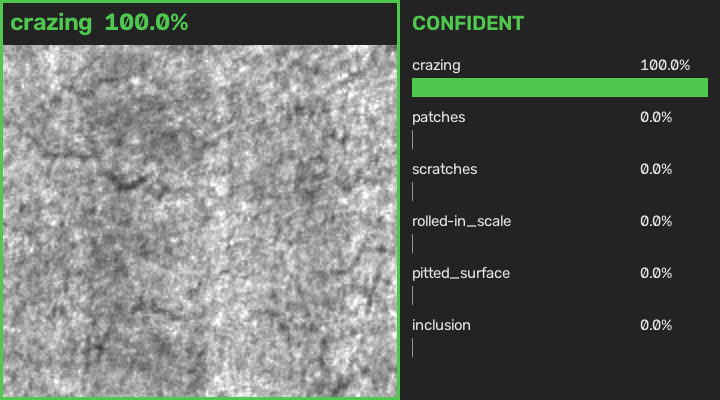 crazing 100.0%
CONFIDENT
crazing 100.0%
patches 0.0%
scratches 0.0%
rolled-in_scale 0.0%
pitted_surface 0.0%
inclusion 0.0%